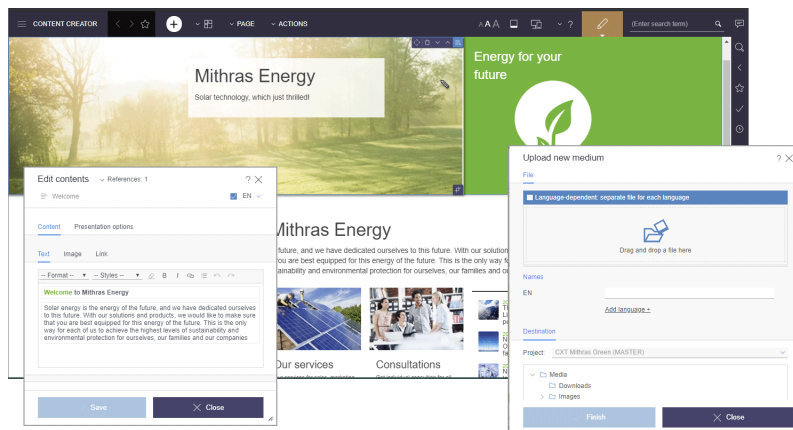 CONTENT CREATOR
PAGE
ACTIONS
A A A
?
(Enter search term)
Mithras Energy
Solar technology, which just thrilled!
Energy for your
future
Edit contents
References: 1
?
Welcome
EN
Content Presentation options
Text Image Link
-- Format -- -- Styles --
B I
Welcome to Mithras Energy
Solar energy is the energy of the future, and we have dedicated ourselves
to this future. With our solutions and products, we would like to make sure
that you are best equipped for this energy of the future. This is the only
way for each of us to achieve the highest levels of sustainability and
environmental protection for ourselves, our families and our companies
Save
Close
Mithras Energy
future, and we have dedicated ourselves to this future. With our solution
you are best equipped for this energy of the future. This is the only way f
ainability and environmental protection for ourselves, our families and o
Our services
Consultations
Upload new medium
?
File
Language-dependent: separate file for each language
Drag and drop a file here
Names
EN
Add language +
Destination
Project: CXT Mithras Green (MASTER)
Media
Downloads
Images
Finish
Close